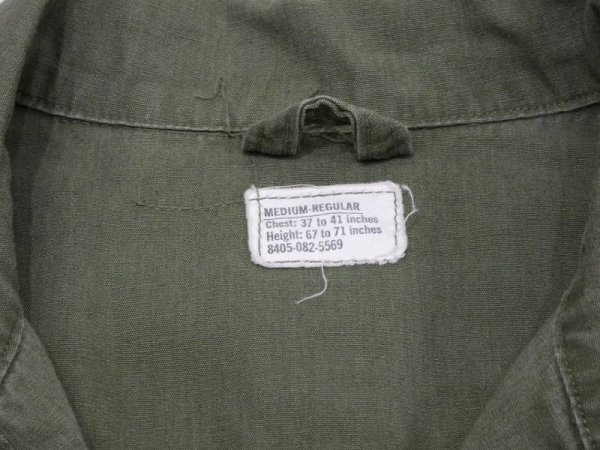 MEDIUM-REGULAR
Chest: 37 to 41 inches
Height: 67 to 71 inches
8405-082-5569